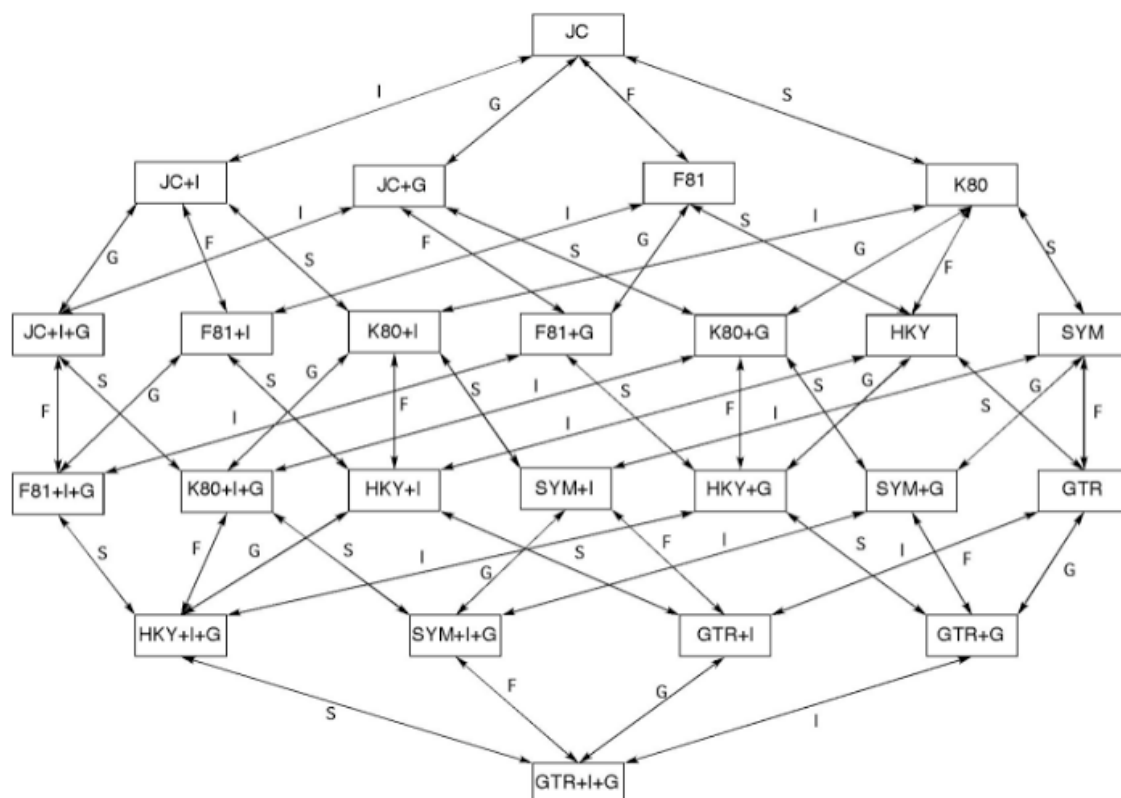 JC
I G F S
JC+I JC+G F81 K80
I I
G F F G S G F S
S S
JC+I+G F81+I K80+I F81+G K80+G HKY SYM
F S G S G F S S F S G S G F
I I I I
F81+I+G K80+I+G HKY+I SYM+I HKY+G SYM+G GTR
S F G S G S F I I S F I G
HKY+I+G SYM+I+G GTR+I GTR+G
S F G I
GTR+I+G